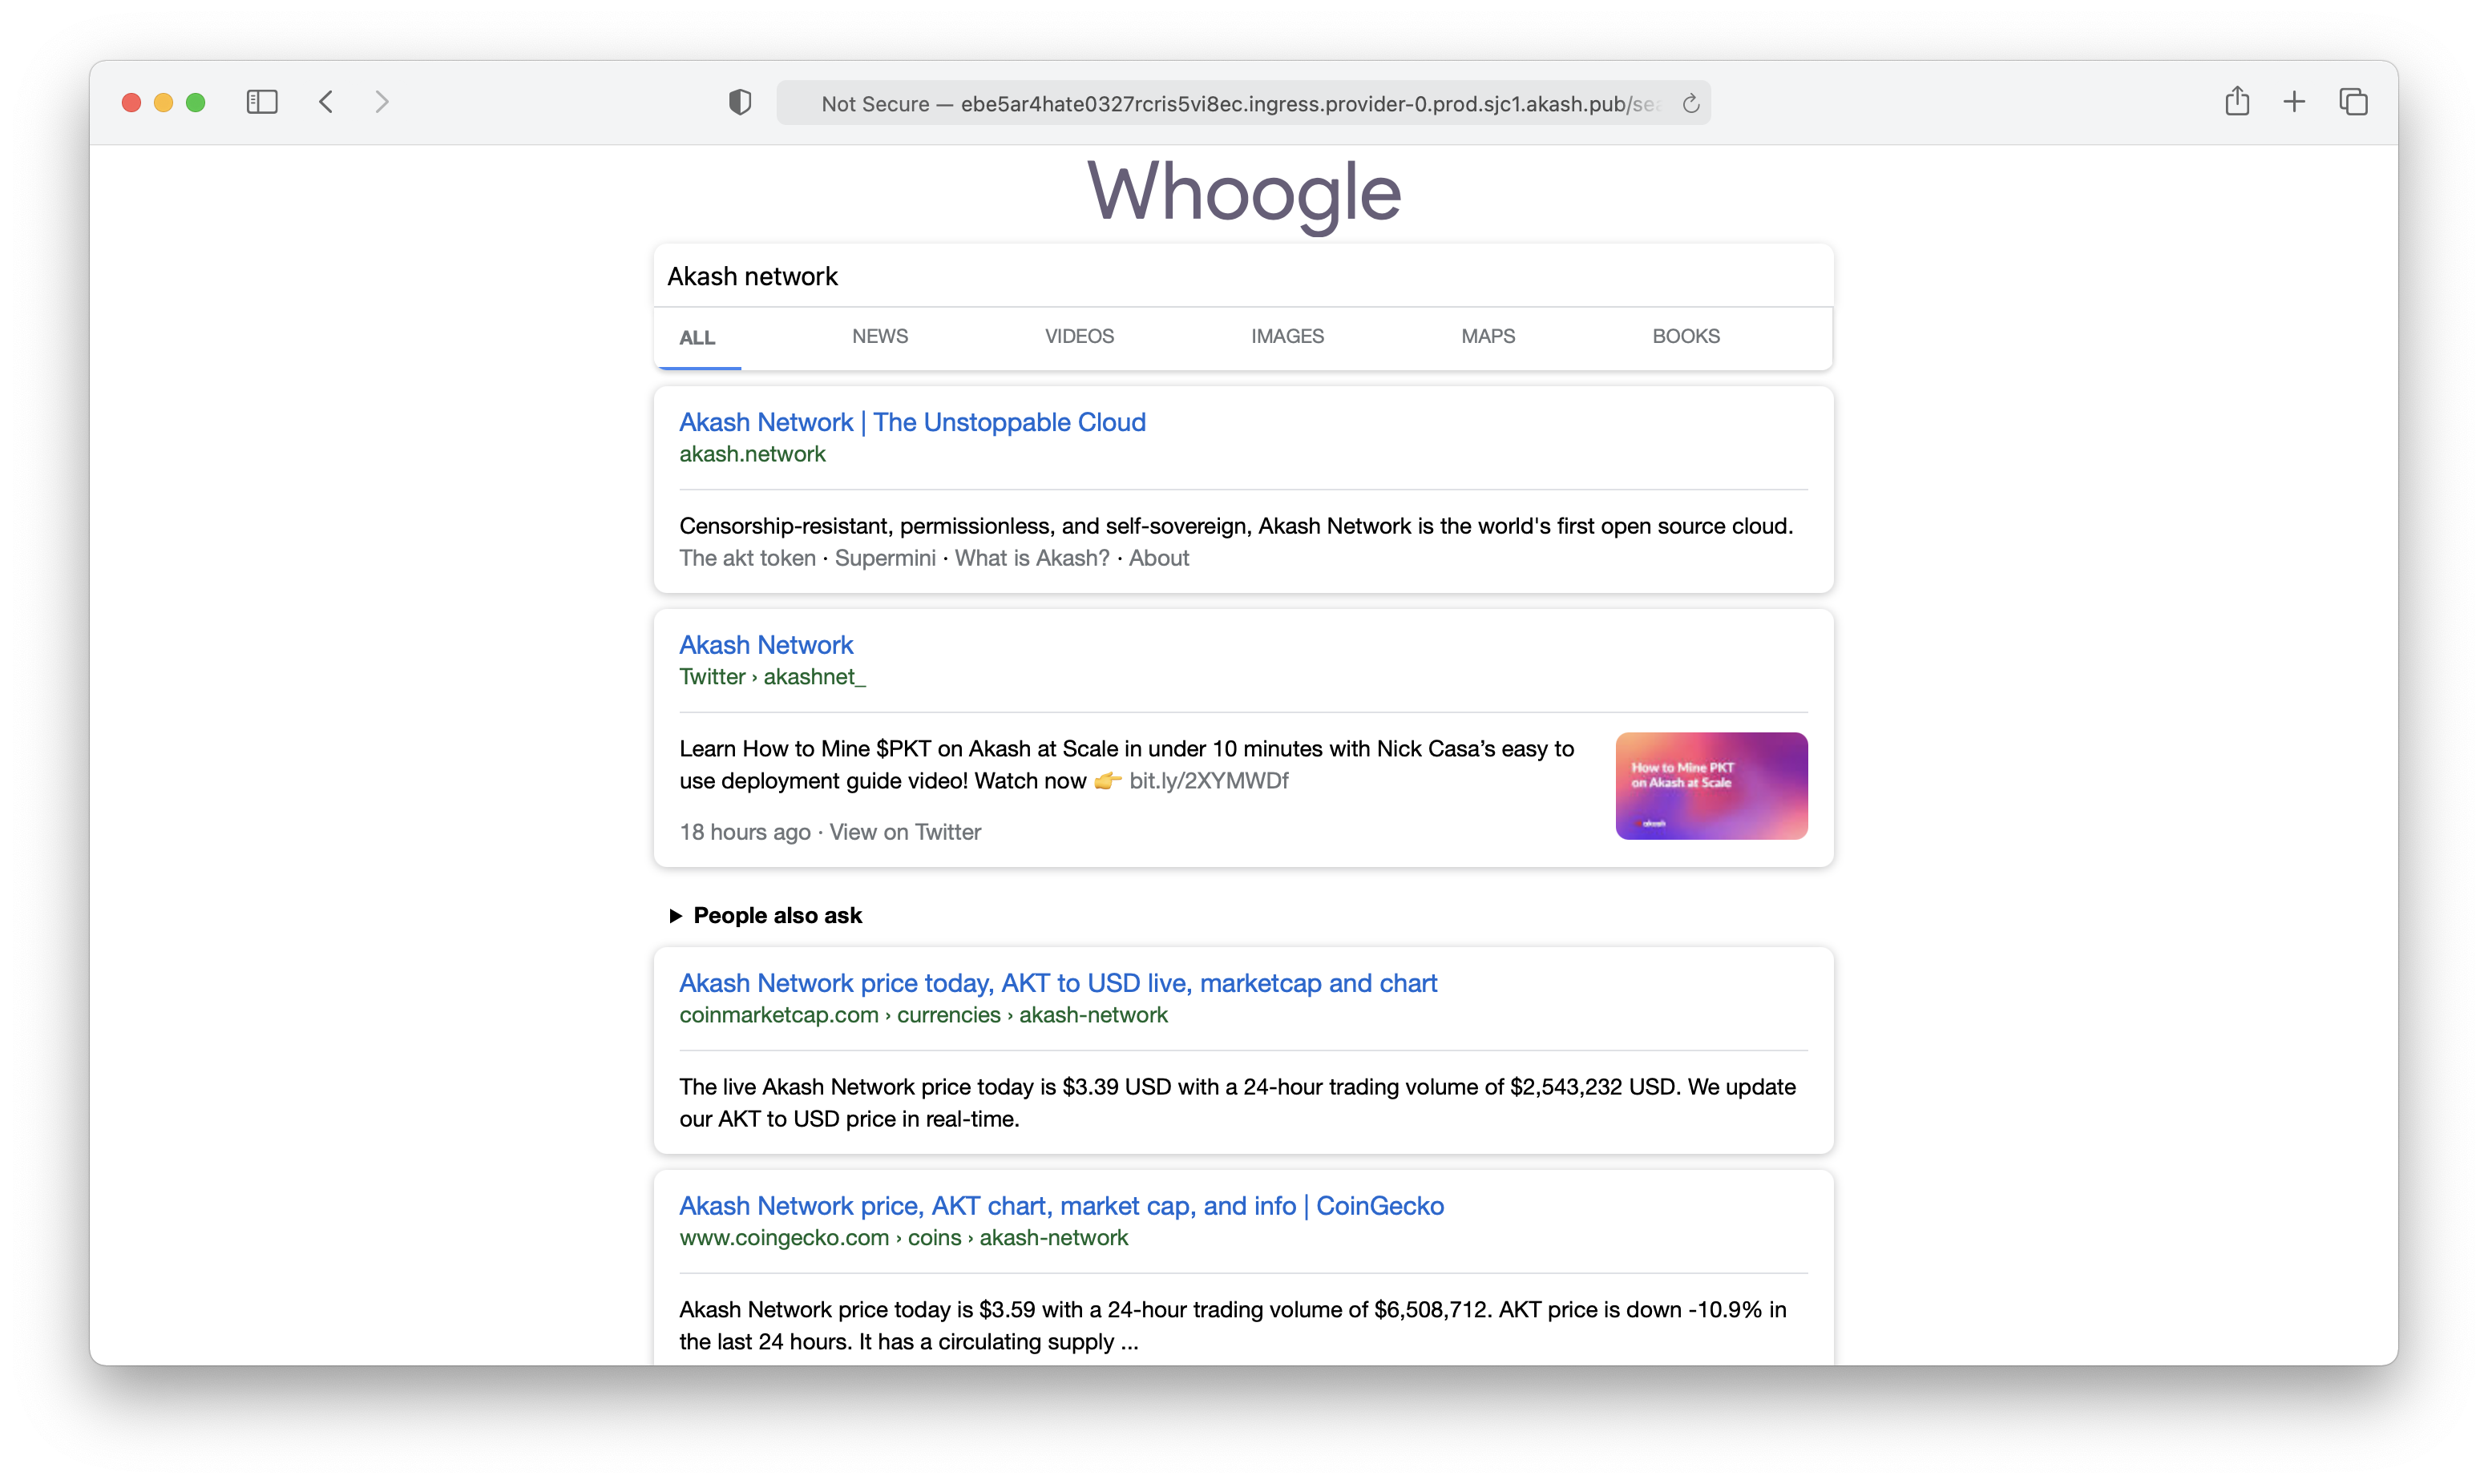 Not Secure — ebe5ar4hate0327rcris5vi8ec.ingress.provider-0.prod.sjc1.akash.pub/sea
Whoogle
Akash network
ALL NEWS VIDEOS IMAGES MAPS BOOKS
Akash Network | The Unstoppable Cloud
akash.network
Censorship-resistant, permissionless, and self-sovereign, Akash Network is the world's first open source cloud.
The akt token · Supermini · What is Akash? · About
Akash Network
Twitter › akashnet_
Learn How to Mine $PKT on Akash at Scale in under 10 minutes with Nick Casa’s easy to
use deployment guide video! Watch now 👉 bit.ly/2XYMWDf
How to Mine PKT
on Akash at Scale
akash
18 hours ago · View on Twitter
▶ People also ask
Akash Network price today, AKT to USD live, marketcap and chart
coinmarketcap.com › currencies › akash-network
The live Akash Network price today is $3.39 USD with a 24-hour trading volume of $2,543,232 USD. We update
our AKT to USD price in real-time.
Akash Network price, AKT chart, market cap, and info | CoinGecko
www.coingecko.com › coins › akash-network
Akash Network price today is $3.59 with a 24-hour trading volume of $6,508,712. AKT price is down -10.9% in
the last 24 hours. It has a circulating supply ...